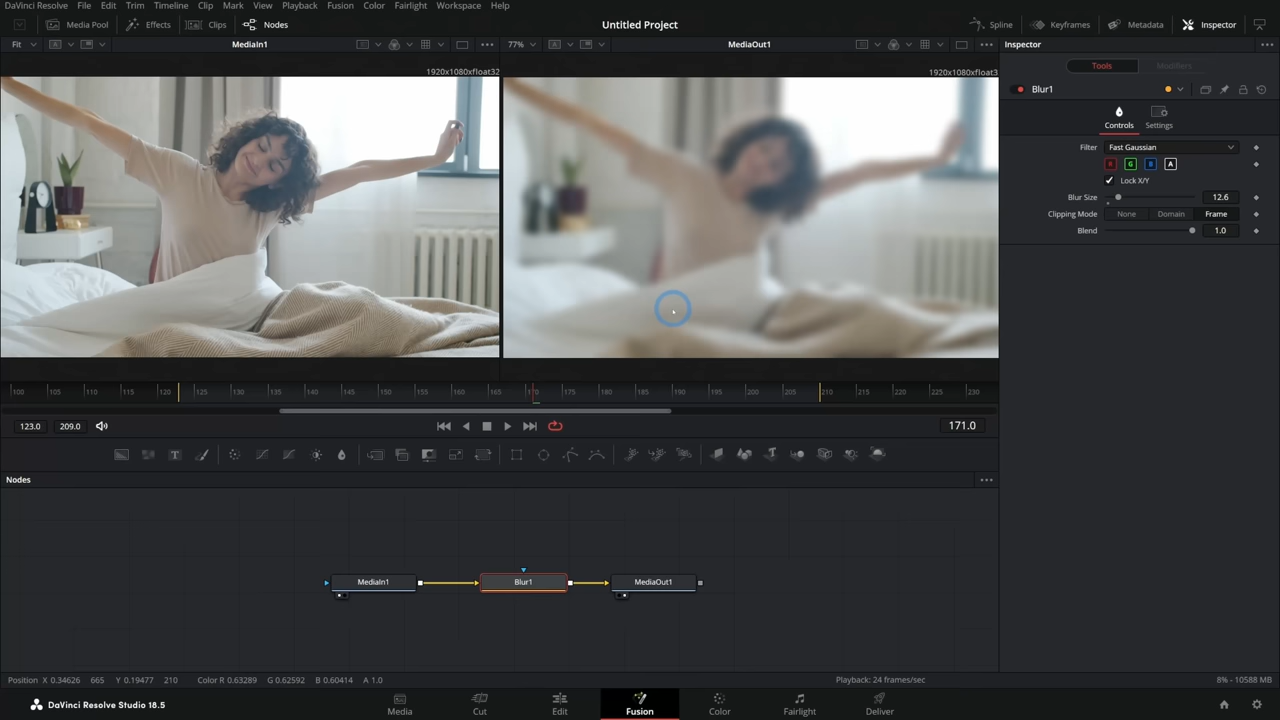 DaVinci Resolve File Edit Trim Timeline Clip Mark View Playback Fusion Color Fairlight Workspace Help
Media Pool Effects Clips Nodes Untitled Project Spline Keyframes Metadata Inspector
Fit MediaIn1 77% MediaOut1 Inspector
1920x1080xfloat32 1920x1080xfloat3
Tools Modifiers
Blur1
Controls Settings
Filter Fast Gaussian
R G B A
Lock X/Y
Blur Size 12.6
Clipping Mode None Domain Frame
Blend 1.0
100 105 110 115 120 125 130 135 140 145 150 155 160 165 170 175 180 185 190 195 200 205 210 215 220 225 230
123.0 209.0 171.0
T
Nodes
MediaIn1 Blur1 MediaOut1
Position X 0.34626 665 Y 0.19477 210 Color R 0.63289 G 0.62592 B 0.60414 A 1.0 Playback: 24 frames/sec 8% - 10588 MB
DaVinci Resolve Studio 18.5 Media Cut Edit Fusion Color Fairlight Deliver